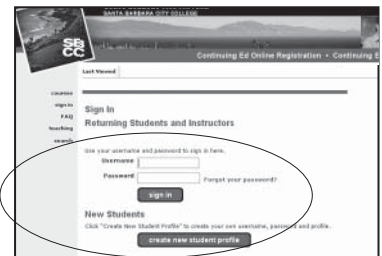 SANTA BARBARA CITY COLLEGE
SB
CC
Continuing Ed Online Registration • Continuing E
Last Viewed
courses
sign in
FAQ
teaching
search
Sign In
Returning Students and Instructors
Use your username and password to sign in here.
Username
Password
Forgot your password?
sign in
New Students
Click "Create New Student Profile" to create your own username, password and profile.
create new student profile